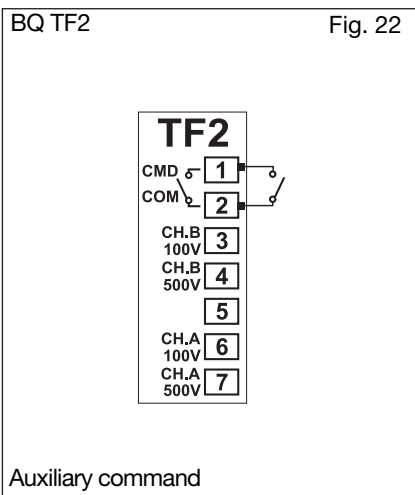 BQ TF2 Fig. 22
TF2
CMD 1
COM 2
CH.B
100V 3
CH.B
500V 4
5
CH.A
100V 6
CH.A
500V 7
Auxiliary command